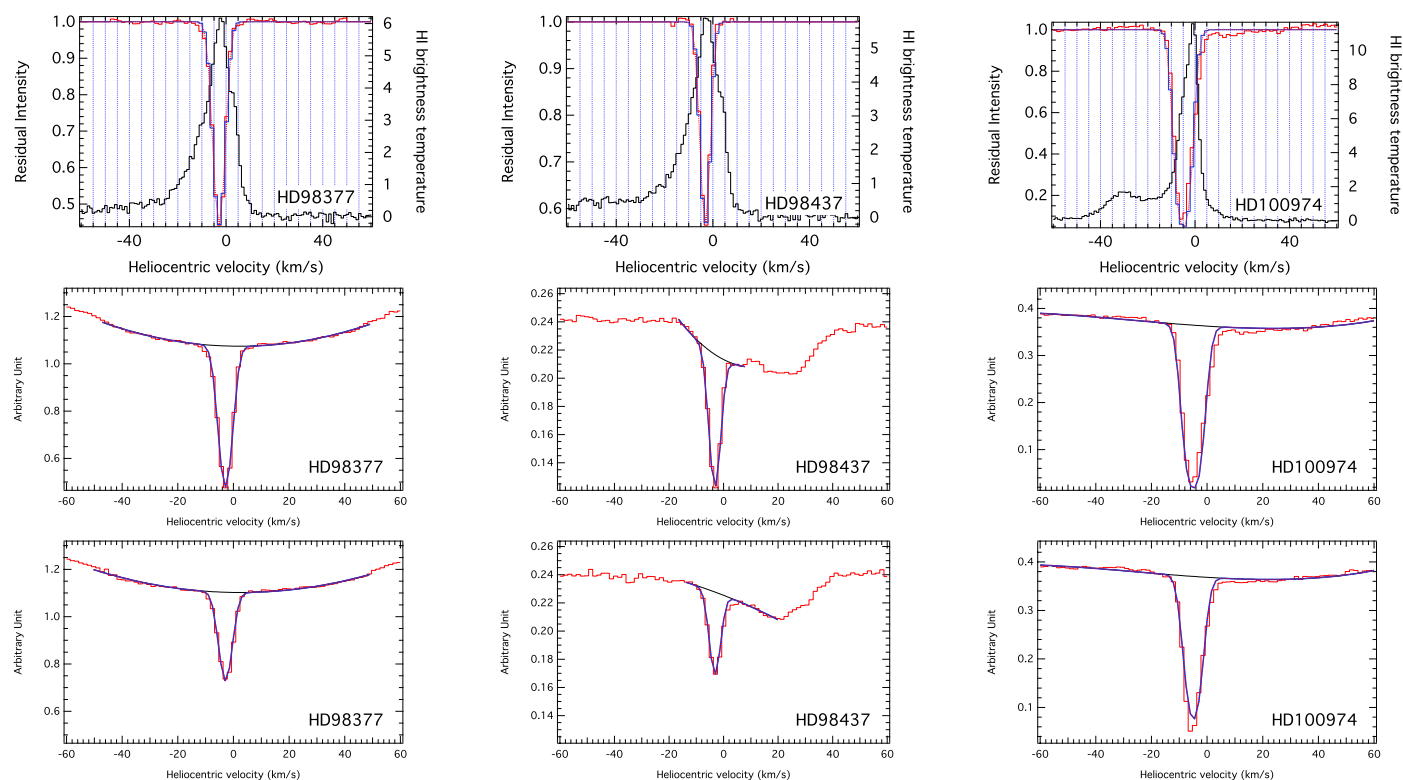 1.0
0.9
0.8
0.7
0.6
0.5
Residual Intensity
6
5
4
3
2
1
0
HI brightness temperature
HD98377
-40 0 40
Heliocentric velocity (km/s)
1.0
0.9
0.8
0.7
0.6
Residual Intensity
5
4
3
2
1
0
HI brightness temperature
HD98437
-40 0 40
Heliocentric velocity (km/s)
1.0
0.8
0.6
0.4
0.2
Residual Intensity
10
8
6
4
2
0
HI brightness temperature
HD100974
-40 0 40
Heliocentric velocity (km/s)
1.2
1.0
0.8
0.6
Arbitrary Unit
HD98377
-60 -40 -20 0 20 40 60
Heliocentric velocity (km/s)
0.26
0.24
0.22
0.20
0.18
0.16
0.14
Arbitrary Unit
HD98437
-60 -40 -20 0 20 40 60
Heliocentric velocity (km/s)
0.4
0.3
0.2
0.1
Arbitrary Unit
HD100974
-60 -40 -20 0 20 40 60
Heliocentric velocity (km/s)
1.2
1.0
0.8
0.6
Arbitrary Unit
HD98377
-60 -40 -20 0 20 40 60
Heliocentric velocity (km/s)
0.26
0.24
0.22
0.20
0.18
0.16
0.14
Arbitrary Unit
HD98437
-60 -40 -20 0 20 40 60
Heliocentric velocity (km/s)
0.4
0.3
0.2
0.1
Arbitrary Unit
HD100974
-60 -40 -20 0 20 40 60
Heliocentric velocity (km/s)